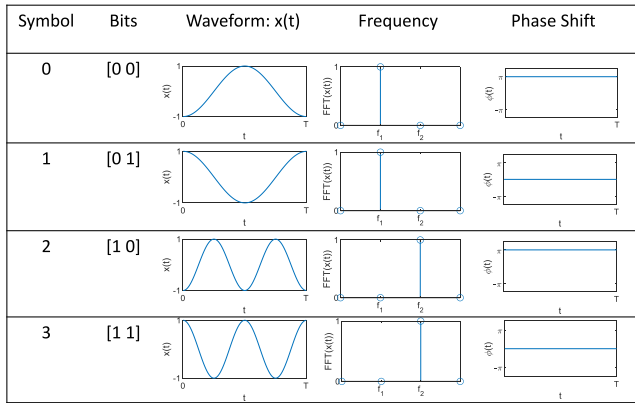 Symbol Bits Waveform: x(t) Frequency Phase Shift
0 [0 0]
x(t) 1 -1 0 T t
FFT(x(t)) 1 0 f1 f2
ϕ(t) π -π T t
1 [0 1]
x(t) 1 -1 0 T t
FFT(x(t)) 1 0 f1 f2
ϕ(t) π -π T t
2 [1 0]
x(t) 1 -1 0 T t
FFT(x(t)) 1 0 f1 f2
ϕ(t) π -π T t
3 [1 1]
x(t) 1 -1 0 T t
FFT(x(t)) 1 0 f1 f2
ϕ(t) π -π T t